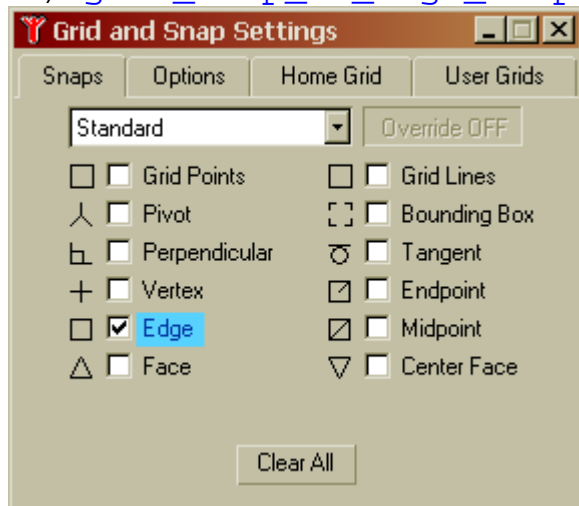 Grid and Snap Settings
Snaps Options Home Grid User Grids
Standard Override OFF
Grid Points Grid Lines
Pivot Bounding Box
Perpendicular Tangent
Vertex Endpoint
Edge Midpoint
Face Center Face
Clear All